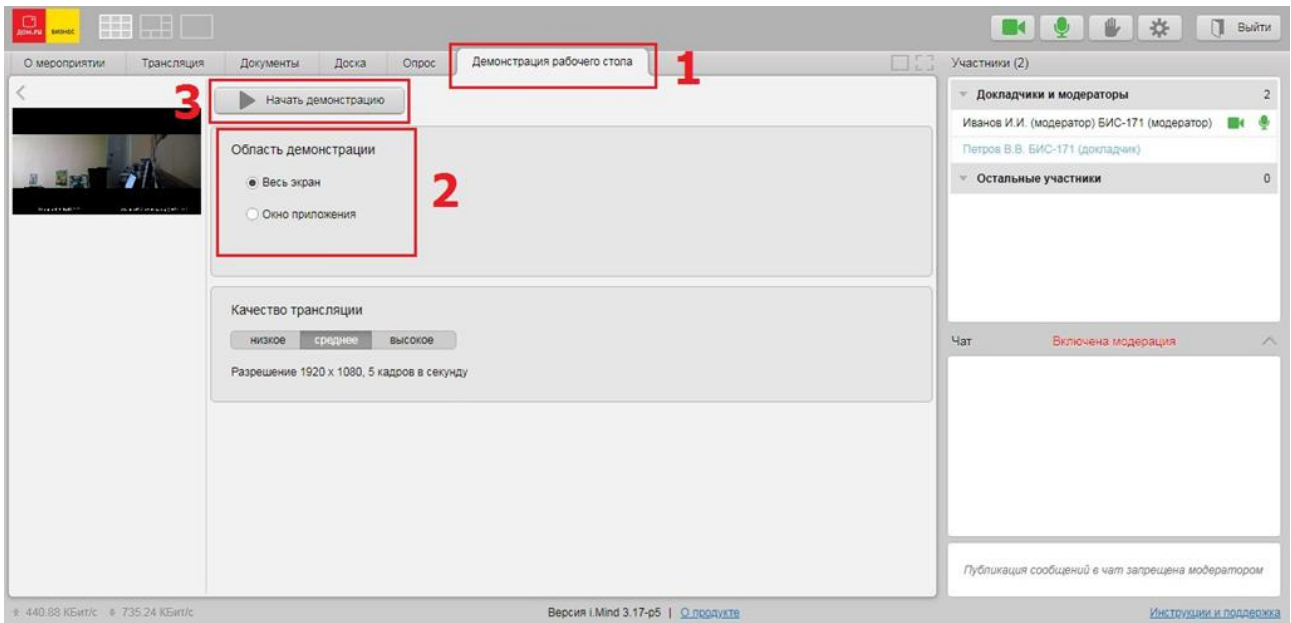 ДОМ.РУ БИЗНЕС
Выйти
О мероприятии Трансляция Документы Доска Опрос Демонстрация рабочего стола
1
Участники (2)
3
Начать демонстрацию
Докладчики и модераторы 2
Иванов И.И. (модератор) БИС-171 (модератор)
Петров В.В. БИС-171 (докладчик)
Остальные участники 0
Область демонстрации
Весь экран
Окно приложения
2
Качество трансляции
низкое среднее высокое
Разрешение 1920 x 1080, 5 кадров в секунду
Чат Включена модерация
Публикация сообщений в чат запрещена модератором
440.88 КБит/с 735.24 КБит/с
Версия i.Mind 3.17-p5 | О продукте
Инструкции и поддержка